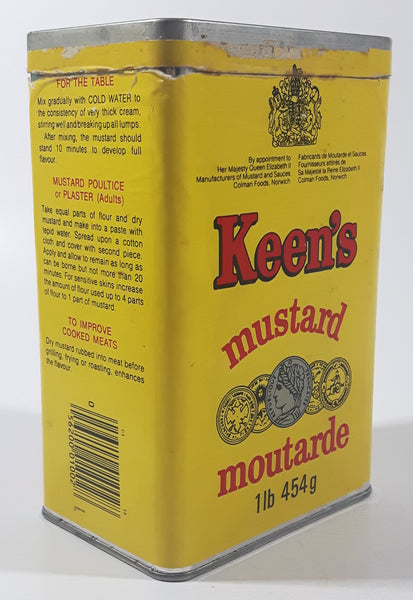 FOR THE TABLE
Mix gradually with COLD WATER to
the consistency of very thick cream,
stirring well and breaking up all lumps.
After mixing, the mustard should
stand 10 minutes to develop full
flavour.
MUSTARD POULTICE
or PLASTER (Adults)
Take equal parts of flour and dry
mustard and make into a paste with
tepid water. Spread upon a cotton
cloth and cover with second piece.
Apply and allow to remain as long as
can be borne but not more than 20
minutes. For sensitive skins increase
the amount of flour used up to 4 parts
of flour to 1 part of mustard.
TO IMPROVE
COOKED MEATS
Dry mustard rubbed into meat before
grilling, frying or roasting, enhances
the flavour.
By appointment to
Her Majesty Queen Elizabeth II
Manufacturers of Mustard and Sauces
Colman Foods, Norwich
Fournisseurs attitrés de
Fabricants de Moutarde et Sauces
Sa Majesté la Reine Elizabeth II
Colman Foods, Norwich
Keen's
mustard
moutarde
1lb 454g